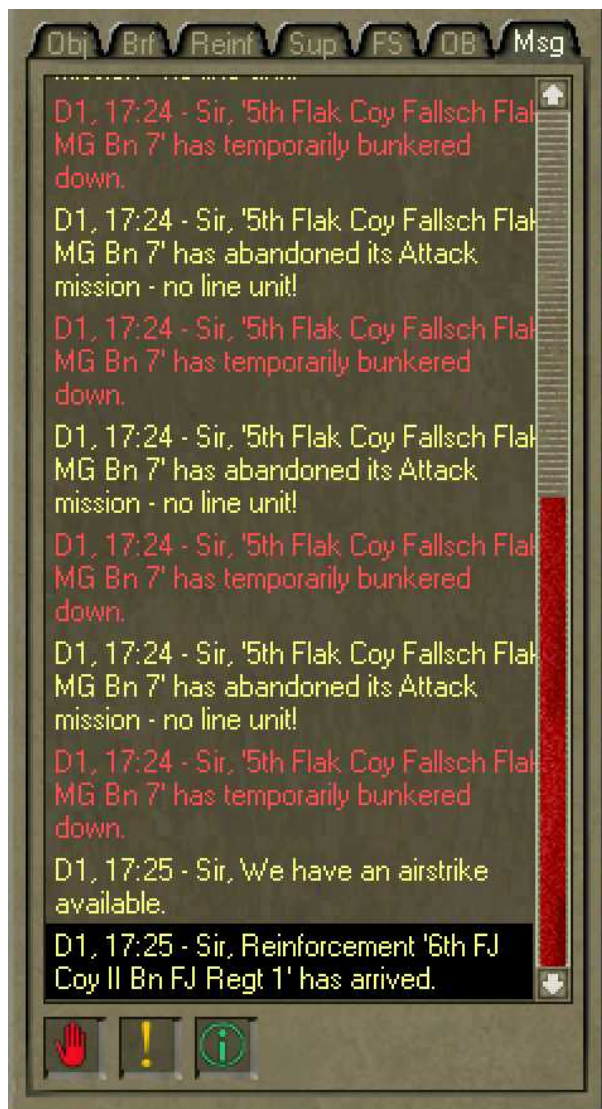 Obj Brf Reinf Sup FS OB Msg
D1, 17:24 - Sir, '5th Flak Coy Fallsch Flak
MG Bn 7' has temporarily bunkered
down.
D1, 17:24 - Sir, '5th Flak Coy Fallsch Flak
MG Bn 7' has abandoned its Attack
mission - no line unit!
D1, 17:24 - Sir, '5th Flak Coy Fallsch Flak
MG Bn 7' has temporarily bunkered
down.
D1, 17:24 - Sir, '5th Flak Coy Fallsch Flak
MG Bn 7' has abandoned its Attack
mission - no line unit!
D1, 17:24 - Sir, '5th Flak Coy Fallsch Flak
MG Bn 7' has temporarily bunkered
down.
D1, 17:24 - Sir, '5th Flak Coy Fallsch Flak
MG Bn 7' has abandoned its Attack
mission - no line unit!
D1, 17:24 - Sir, '5th Flak Coy Fallsch Flak
MG Bn 7' has temporarily bunkered
down.
D1, 17:25 - Sir, We have an airstrike
available.
D1, 17:25 - Sir, Reinforcement '6th FJ
Coy II Bn FJ Regt 1' has arrived.